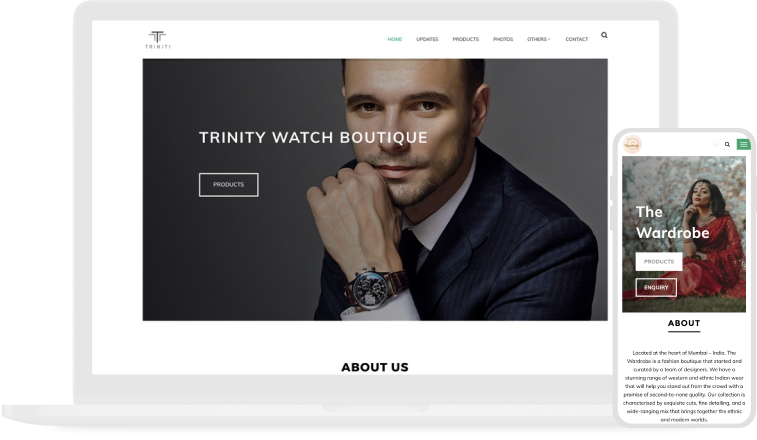 TRINITI
HOME UPDATES PRODUCTS PHOTOS OTHERS CONTACT
TRINITY WATCH BOUTIQUE
PRODUCTS
ABOUT US
The
Wardrobe
PRODUCTS
ENQUIRY
ABOUT
Located at the heart of Mumbai – India, The
Wardrobe is a fashion boutique that started and
curated by a team of designers. We have a
stunning range of western and ethnic Indian wear
that will help you stand out from the crowd with a
promise of second-to-none quality. Our collection is
characterised by exquisite cuts, fine detailing, and a
wide-ranging mix that brings together the ethnic
and modern worlds.